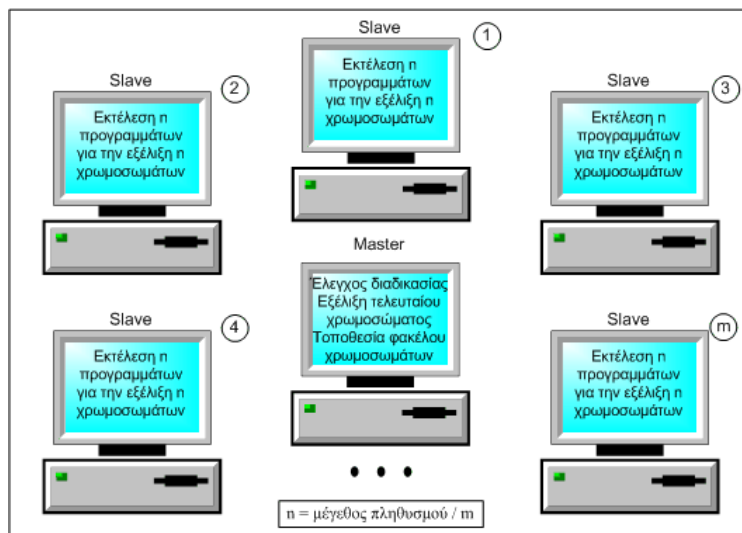 Slave
1
Εκτέλεση n
προγραμμάτων
για την εξέλιξη n
χρωμοσωμάτων
Slave
2
Εκτέλεση n
προγραμμάτων
για την εξέλιξη n
χρωμοσωμάτων
Slave
3
Εκτέλεση n
προγραμμάτων
για την εξέλιξη n
χρωμοσωμάτων
Master
Έλεγχος διαδικασίας
Εξέλιξη τελευταίου
χρωμοσώματος
Τοποθεσία φακέλου
χρωμοσωμάτων
Slave
4
Εκτέλεση n
προγραμμάτων
για την εξέλιξη n
χρωμοσωμάτων
Slave
m
Εκτέλεση n
προγραμμάτων
για την εξέλιξη n
χρωμοσωμάτων
• • •
n = μέγεθος πληθυσμού / m